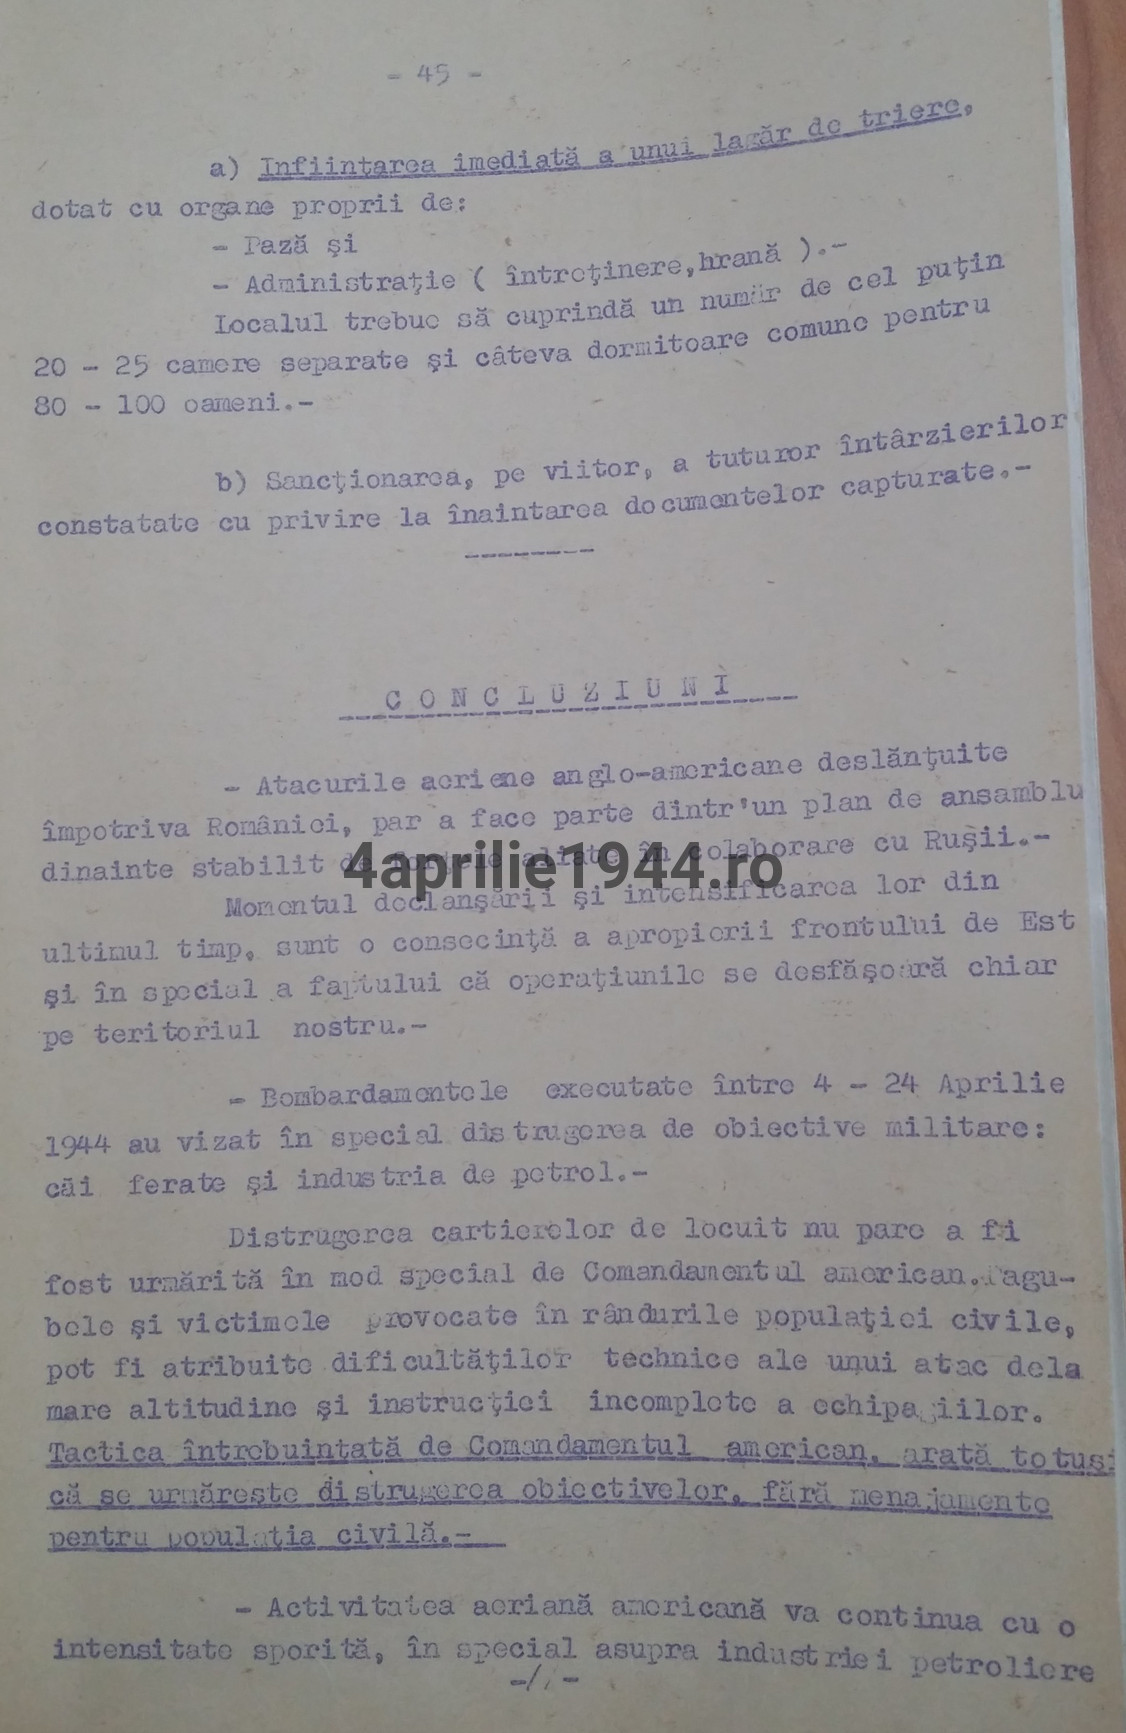 - 45 -
a) Infiinţarea imediată a unui lagăr de triere,
dotat cu organe proprii de:
- Pază şi
- Administraţie ( întreţinere,hrană ).-
Localul trebue să cuprindă un număr de cel puţin
20 - 25 camere separate şi câteva dormitoare comune pentru
80 - 100 oameni.-
b) Sancţionarea, pe viitor, a tuturor întârzierilor
constatate cu privire la înaintarea documentelor capturate.-
----------
C O N C L U Z I U N I
- Atacurile aeriene anglo-americane deslănţuite
împotriva României, par a face parte dintr'un plan de ansamblu
dinainte stabilit de forţele aliate în colaborare cu Ruşii.-
4aprilie1944.ro
Momentul declanşării şi intensificarea lor din
ultimul timp, sunt o consecinţă a apropierii frontului de Est
şi în special a faptului că operaţiunile se desfăşoară chiar
pe teritoriul nostru.-
- Bombardamentele executate între 4 - 24 Aprilie
1944 au vizat în special distrugerea de obiective militare:
căi ferate şi industria de petrol.-
Distrugerea cartierelor de locuit nu pare a fi
fost urmărită în mod special de Comandamentul american. Pagu-
bele şi victimele provocate în rândurile populaţiei civile,
pot fi atribuite dificultăţilor technice ale unui atac dela
mare altitudine şi instrucţiei incomplete a echipajiilor.
Tactica întrebuinţată de Comandamentul american, arată totuşi
că se urmăreşte distrugerea obiectivelor, fără menajamente
pentru populaţia civilă.-
- Activitatea aeriană americană va continua cu o
intensitate sporită, în special asupra industriei petroliere
-/.-